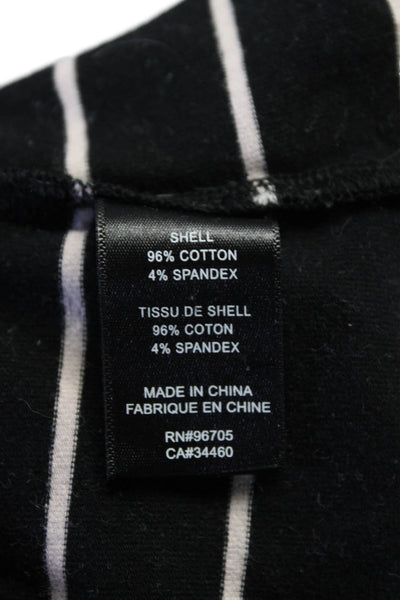 SHELL
96% COTTON
4% SPANDEX
TISSU DE SHELL
96% COTON
4% SPANDEX
MADE IN CHINA
FABRIQUE EN CHINE
RN#96705
CA#34460